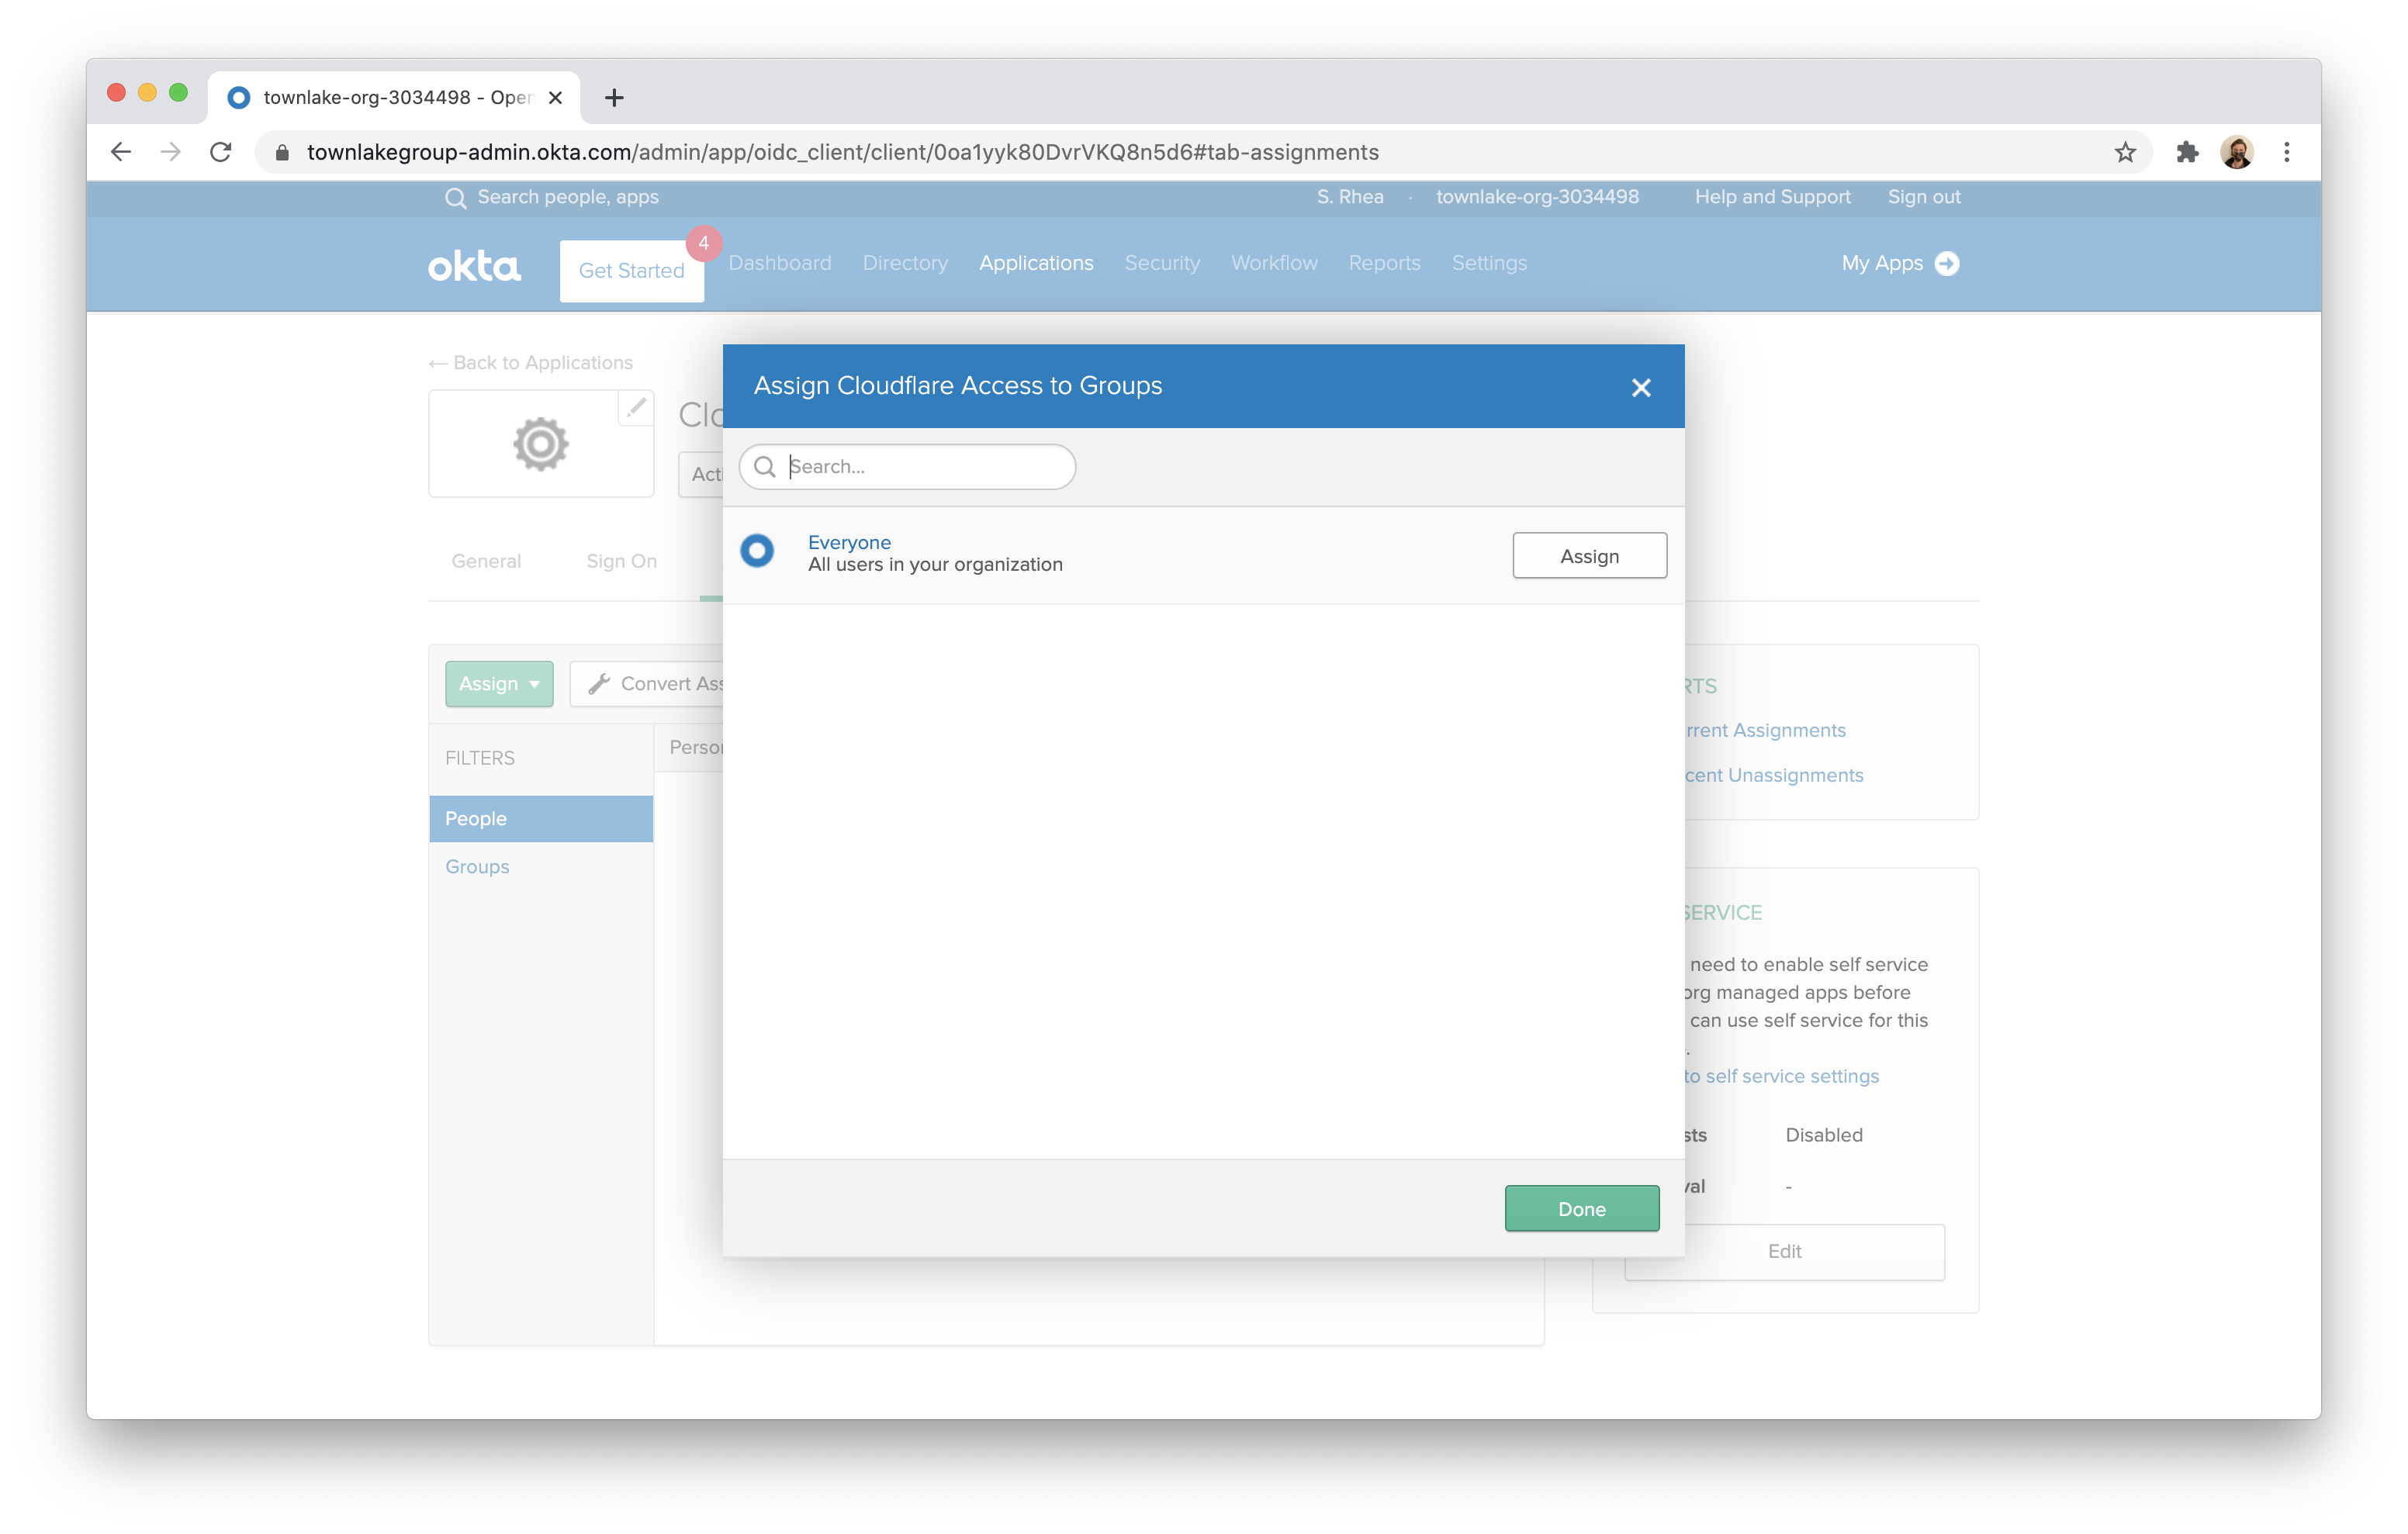 townlake-org-3034498 - Oper
townlakegroup-admin.okta.com/admin/app/oidc_client/client/0oa1yyk80DvrVKQ8n5d6#tab-assignments
Search people, apps
S. Rhea · townlake-org-3034498 Help and Support Sign out
okta
Get Started
4
Dashboard Directory Applications Security Workflow Reports Settings
My Apps
← Back to Applications
Clo
Acti
General Sign On
Assign
Convert Ass
FILTERS
People
Groups
Person
Assign Cloudflare Access to Groups
Search...
Everyone
All users in your organization
Assign
Done
RTS
rrent Assignments
cent Unassignments
SERVICE
need to enable self service
org managed apps before
can use self service for this
.
to self service settings
sts Disabled
val -
Edit